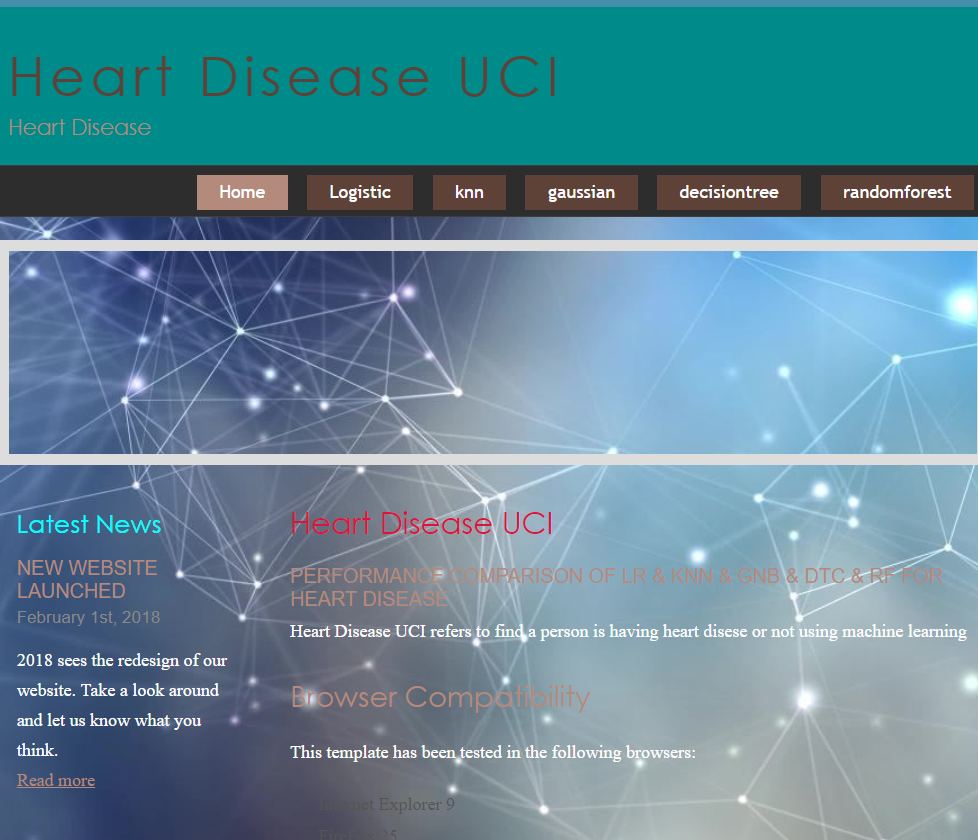 Heart Disease UCI
Heart Disease
Home Logistic knn gaussian decisiontree randomforest
Latest News
NEW WEBSITE
LAUNCHED
February 1st, 2018
2018 sees the redesign of our
website. Take a look around
and let us know what you
think.
Read more
Heart Disease UCI
PERFORMANCE COMPARISON OF LR & KNN & GNB & DTC & RF FOR
HEART DISEASE
Heart Disease UCI refers to find a person is having heart disese or not using machine learning
Browser Compatibility
This template has been tested in the following browsers:
Internet Explorer 9